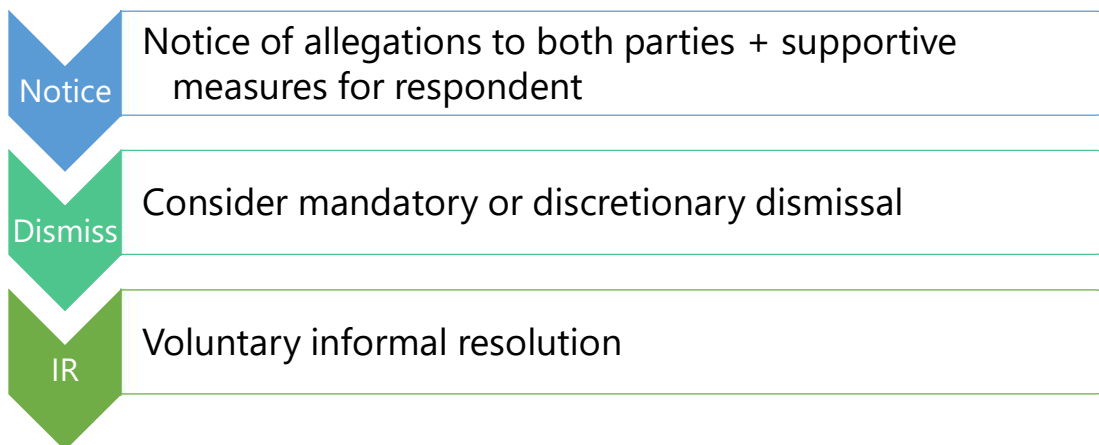 Notice of allegations to both parties + supportive
measures for respondent
Notice
Consider mandatory or discretionary dismissal
Dismiss
Voluntary informal resolution
IR